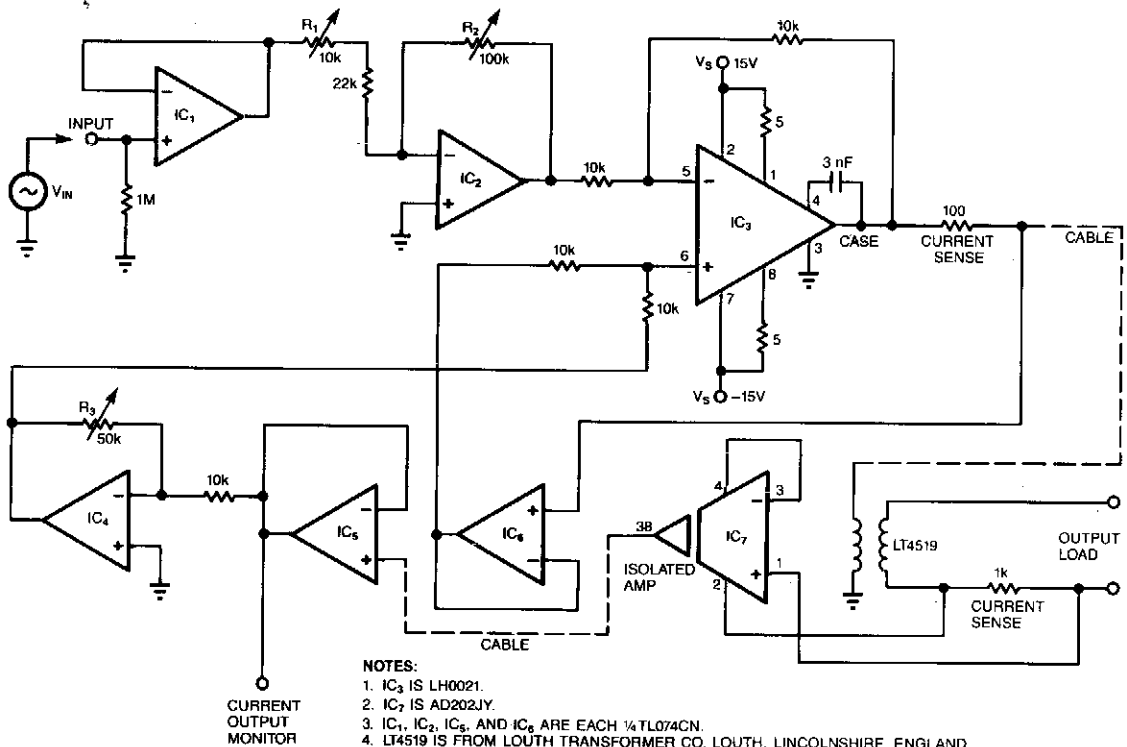 R1
10k
22k
R2
100k
10k
VS 15V
5
2
1
3 nF
4
IC1
INPUT
VIN
1M
IC2
10k
5
6
IC3
3
CASE
100
CURRENT
SENSE
CABLE
10k
10k
7
8
5
VS -15V
R3
50k
10k
IC4
IC5
IC6
38
ISOLATED
AMP
4
3
IC7
2
1
LT4519
OUTPUT
LOAD
1k
CURRENT
SENSE
CABLE
CURRENT
OUTPUT
MONITOR
NOTES:
1. IC3 IS LH0021.
2. IC7 IS AD202JY.
3. IC1, IC2, IC5, AND IC6 ARE EACH ¼TL074CN.
4. LT4519 IS FROM LOUTH TRANSFORMER CO, LOUTH, LINCOLNSHIRE, ENGLAND